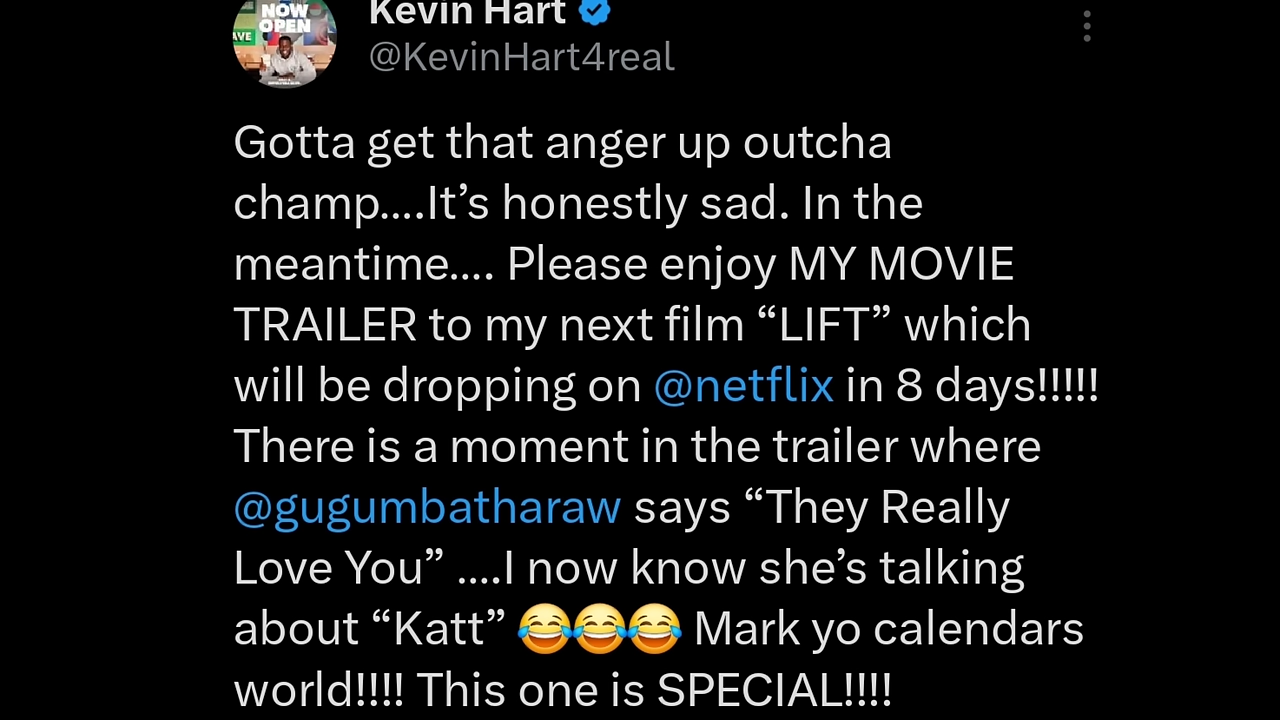 NOW
OPEN
AVE
Kevin Hart
@KevinHart4real
Gotta get that anger up outcha
champ....It’s honestly sad. In the
meantime.... Please enjoy MY MOVIE
TRAILER to my next film “LIFT” which
will be dropping on @netflix in 8 days!!!!!
There is a moment in the trailer where
@gugumbatharaw says “They Really
Love You” ....I now know she’s talking
about “Katt” 😂😂😂 Mark yo calendars
world!!!! This one is SPECIAL!!!!